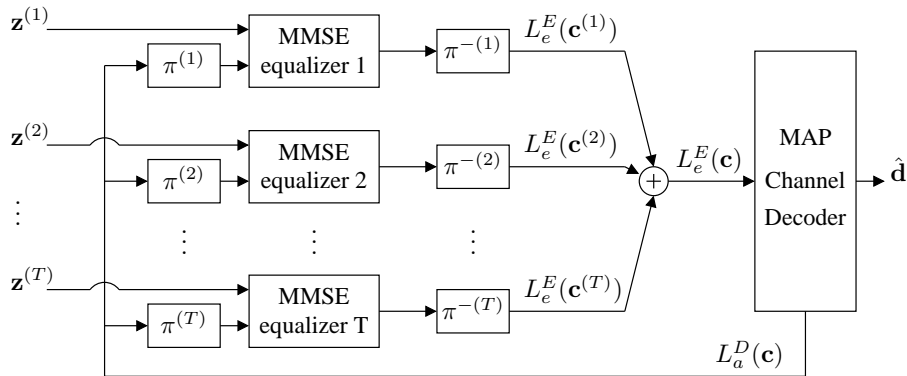 z^{(1)}
π^{(1)}
MMSE
equalizer 1
π^{-(1)}
L_e^E(c^{(1)})
z^{(2)}
π^{(2)}
MMSE
equalizer 2
π^{-(2)}
L_e^E(c^{(2)})
+
L_e^E(c)
MAP
Channel
Decoder
d̂
⋮
⋮ ⋮ ⋮
z^{(T)}
π^{(T)}
MMSE
equalizer T
π^{-(T)}
L_e^E(c^{(T)})
L_a^D(c)